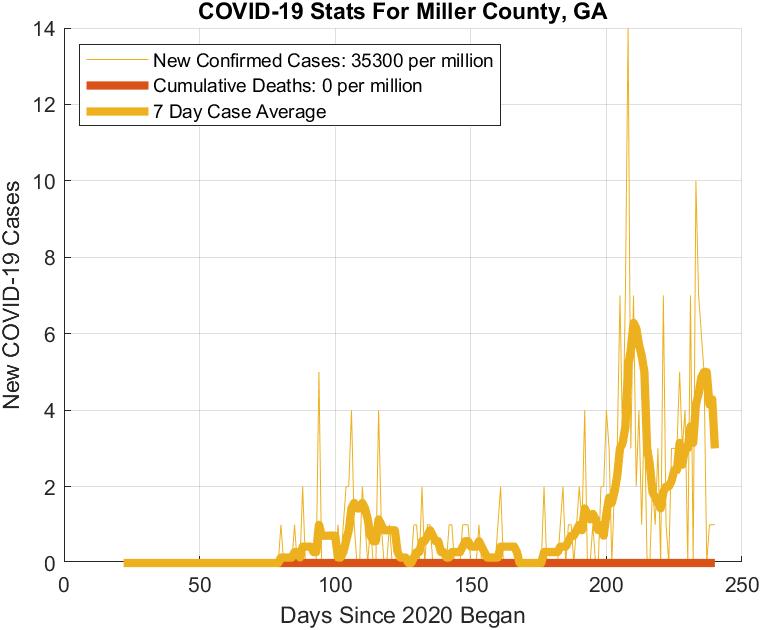 COVID-19 Stats For Miller County, GA
New Confirmed Cases: 35300 per million
Cumulative Deaths: 0 per million
7 Day Case Average
New COVID-19 Cases
14
12
10
8
6
4
2
0
0 50 100 150 200 250
Days Since 2020 Began